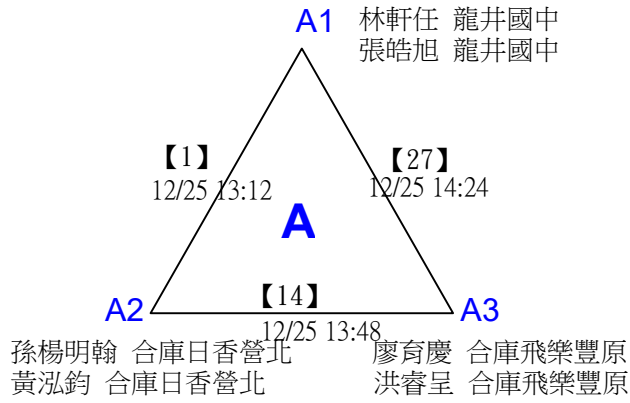 A1
林軒任 龍井國中
張皓旭 龍井國中
【1】
12/25 13:12
【27】
12/25 14:24
A
A2
【14】
12/25 13:48
A3
孫楊明翰 合庫日香營北
黃泓鈞 合庫日香營北
廖育慶 合庫飛樂豐原
洪睿呈 合庫飛樂豐原